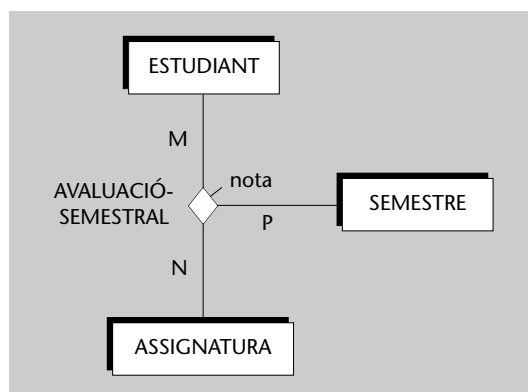 ESTUDIANT
M
nota
AVALUACIÓ-
SEMESTRAL
SEMESTRE
P
N
ASSIGNATURA